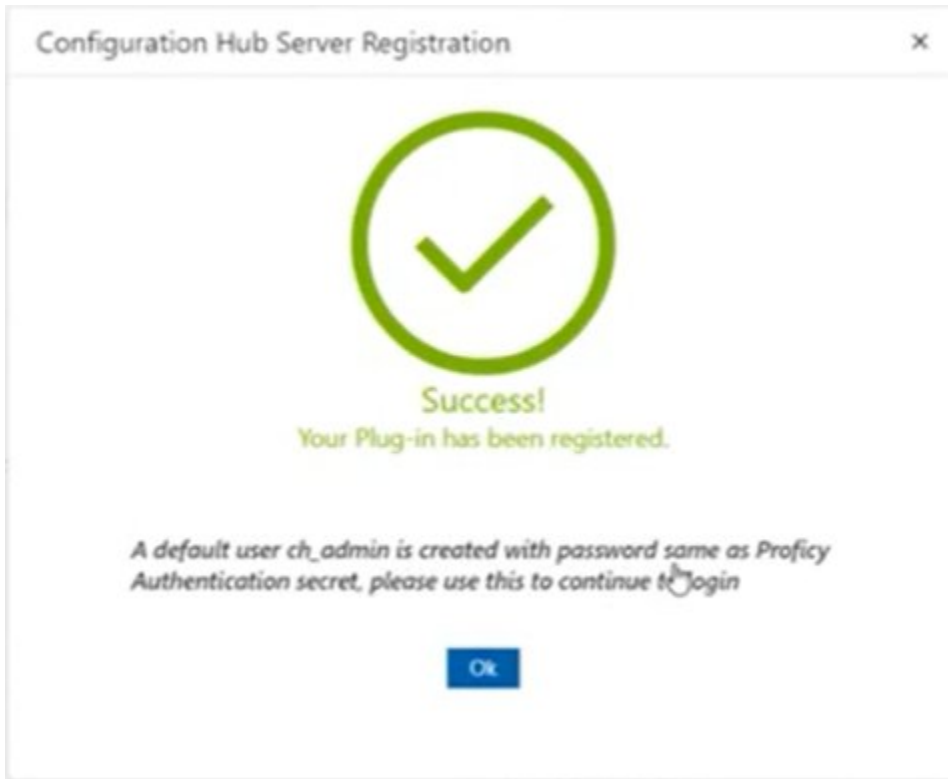 Configuration Hub Server Registration
Success!
Your Plug-in has been registered.
A default user ch_admin is created with password same as Proficy
Authentication secret, please use this to continue to login
Ok